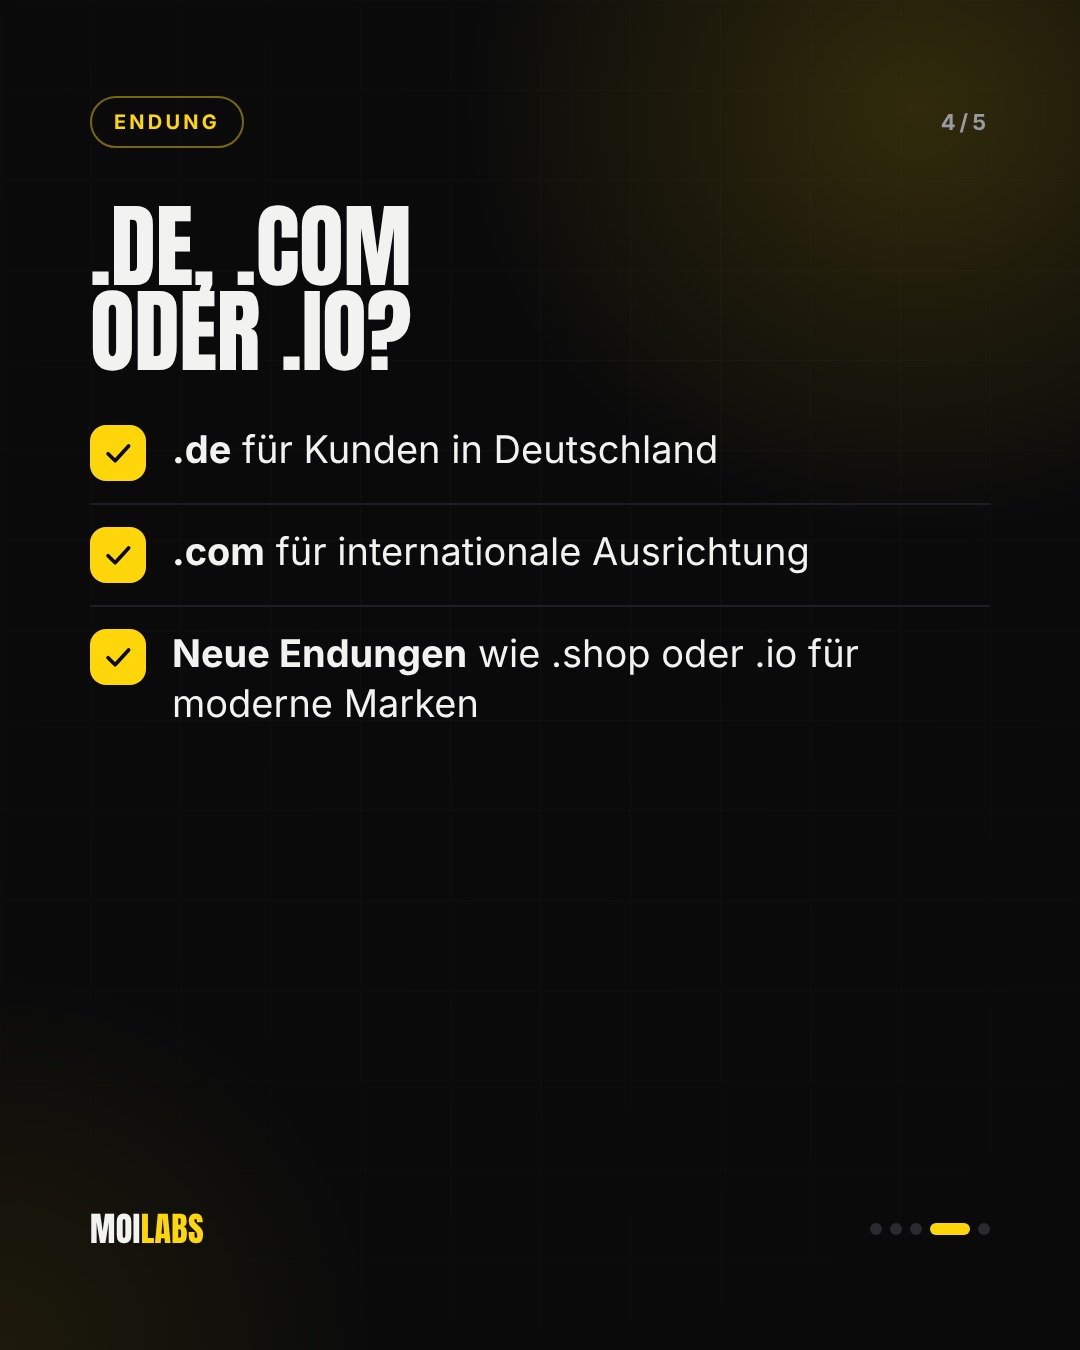 ENDUNG
4/5
.DE, .COM
ODER .IO?
.de für Kunden in Deutschland
.com für internationale Ausrichtung
Neue Endungen wie .shop oder .io für
moderne Marken
MOILABS